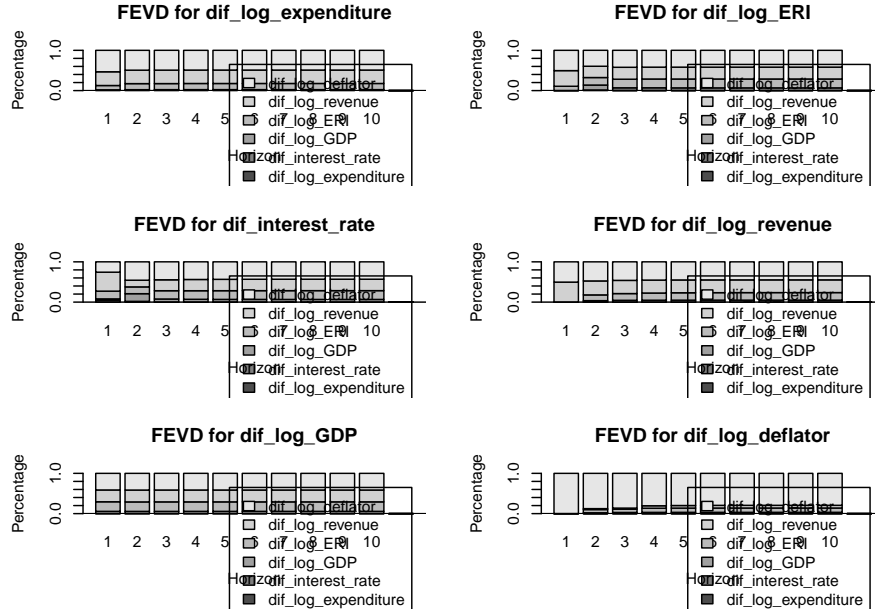 FEVD for dif_log_expenditure
Percentage
0.0 1.0
1 2 3 4 5 6 7 8 9 10
Horizon
dif_log_deflator
dif_log_revenue
dif_log_ERI
dif_log_GDP
dif_interest_rate
dif_log_expenditure
FEVD for dif_log_ERI
Percentage
0.0 1.0
1 2 3 4 5 6 7 8 9 10
Horizon
dif_log_deflator
dif_log_revenue
dif_log_ERI
dif_log_GDP
dif_interest_rate
dif_log_expenditure
FEVD for dif_interest_rate
Percentage
0.0 1.0
1 2 3 4 5 6 7 8 9 10
Horizon
dif_log_deflator
dif_log_revenue
dif_log_ERI
dif_log_GDP
dif_interest_rate
dif_log_expenditure
FEVD for dif_log_revenue
Percentage
0.0 1.0
1 2 3 4 5 6 7 8 9 10
Horizon
dif_log_deflator
dif_log_revenue
dif_log_ERI
dif_log_GDP
dif_interest_rate
dif_log_expenditure
FEVD for dif_log_GDP
Percentage
0.0 1.0
1 2 3 4 5 6 7 8 9 10
Horizon
dif_log_deflator
dif_log_revenue
dif_log_ERI
dif_log_GDP
dif_interest_rate
dif_log_expenditure
FEVD for dif_log_deflator
Percentage
0.0 1.0
1 2 3 4 5 6 7 8 9 10
Horizon
dif_log_deflator
dif_log_revenue
dif_log_ERI
dif_log_GDP
dif_interest_rate
dif_log_expenditure